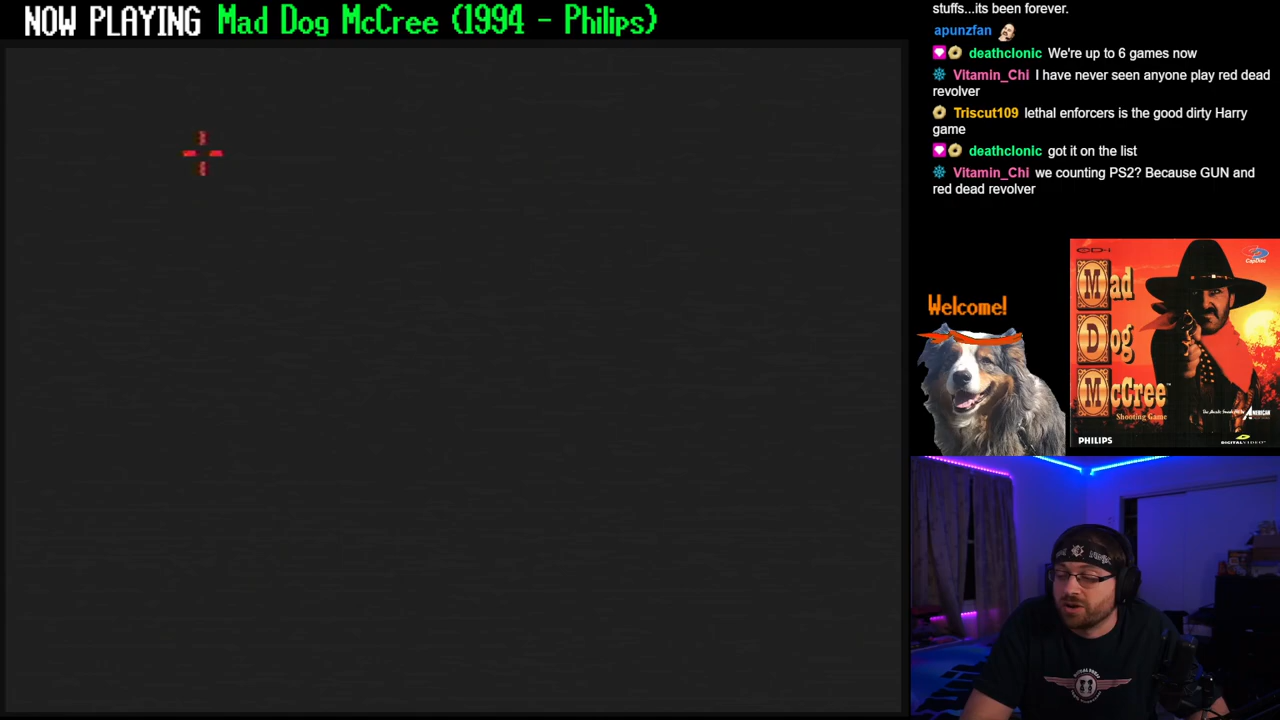 NOW PLAYING Mad Dog McCree (1994 - Philips)
stuffs...its been forever.
apunzfan
deathclonic We're up to 6 games now
Vitamin_Chi I have never seen anyone play red dead
revolver
Triscut109 lethal enforcers is the good dirty Harry
game
deathclonic got it on the list
Vitamin_Chi we counting PS2? Because GUN and
red dead revolver
Welcome!
Mad
Dog
McCree
Shooting Game
PHILIPS
AMERICAN
DIGITAL VIDEO